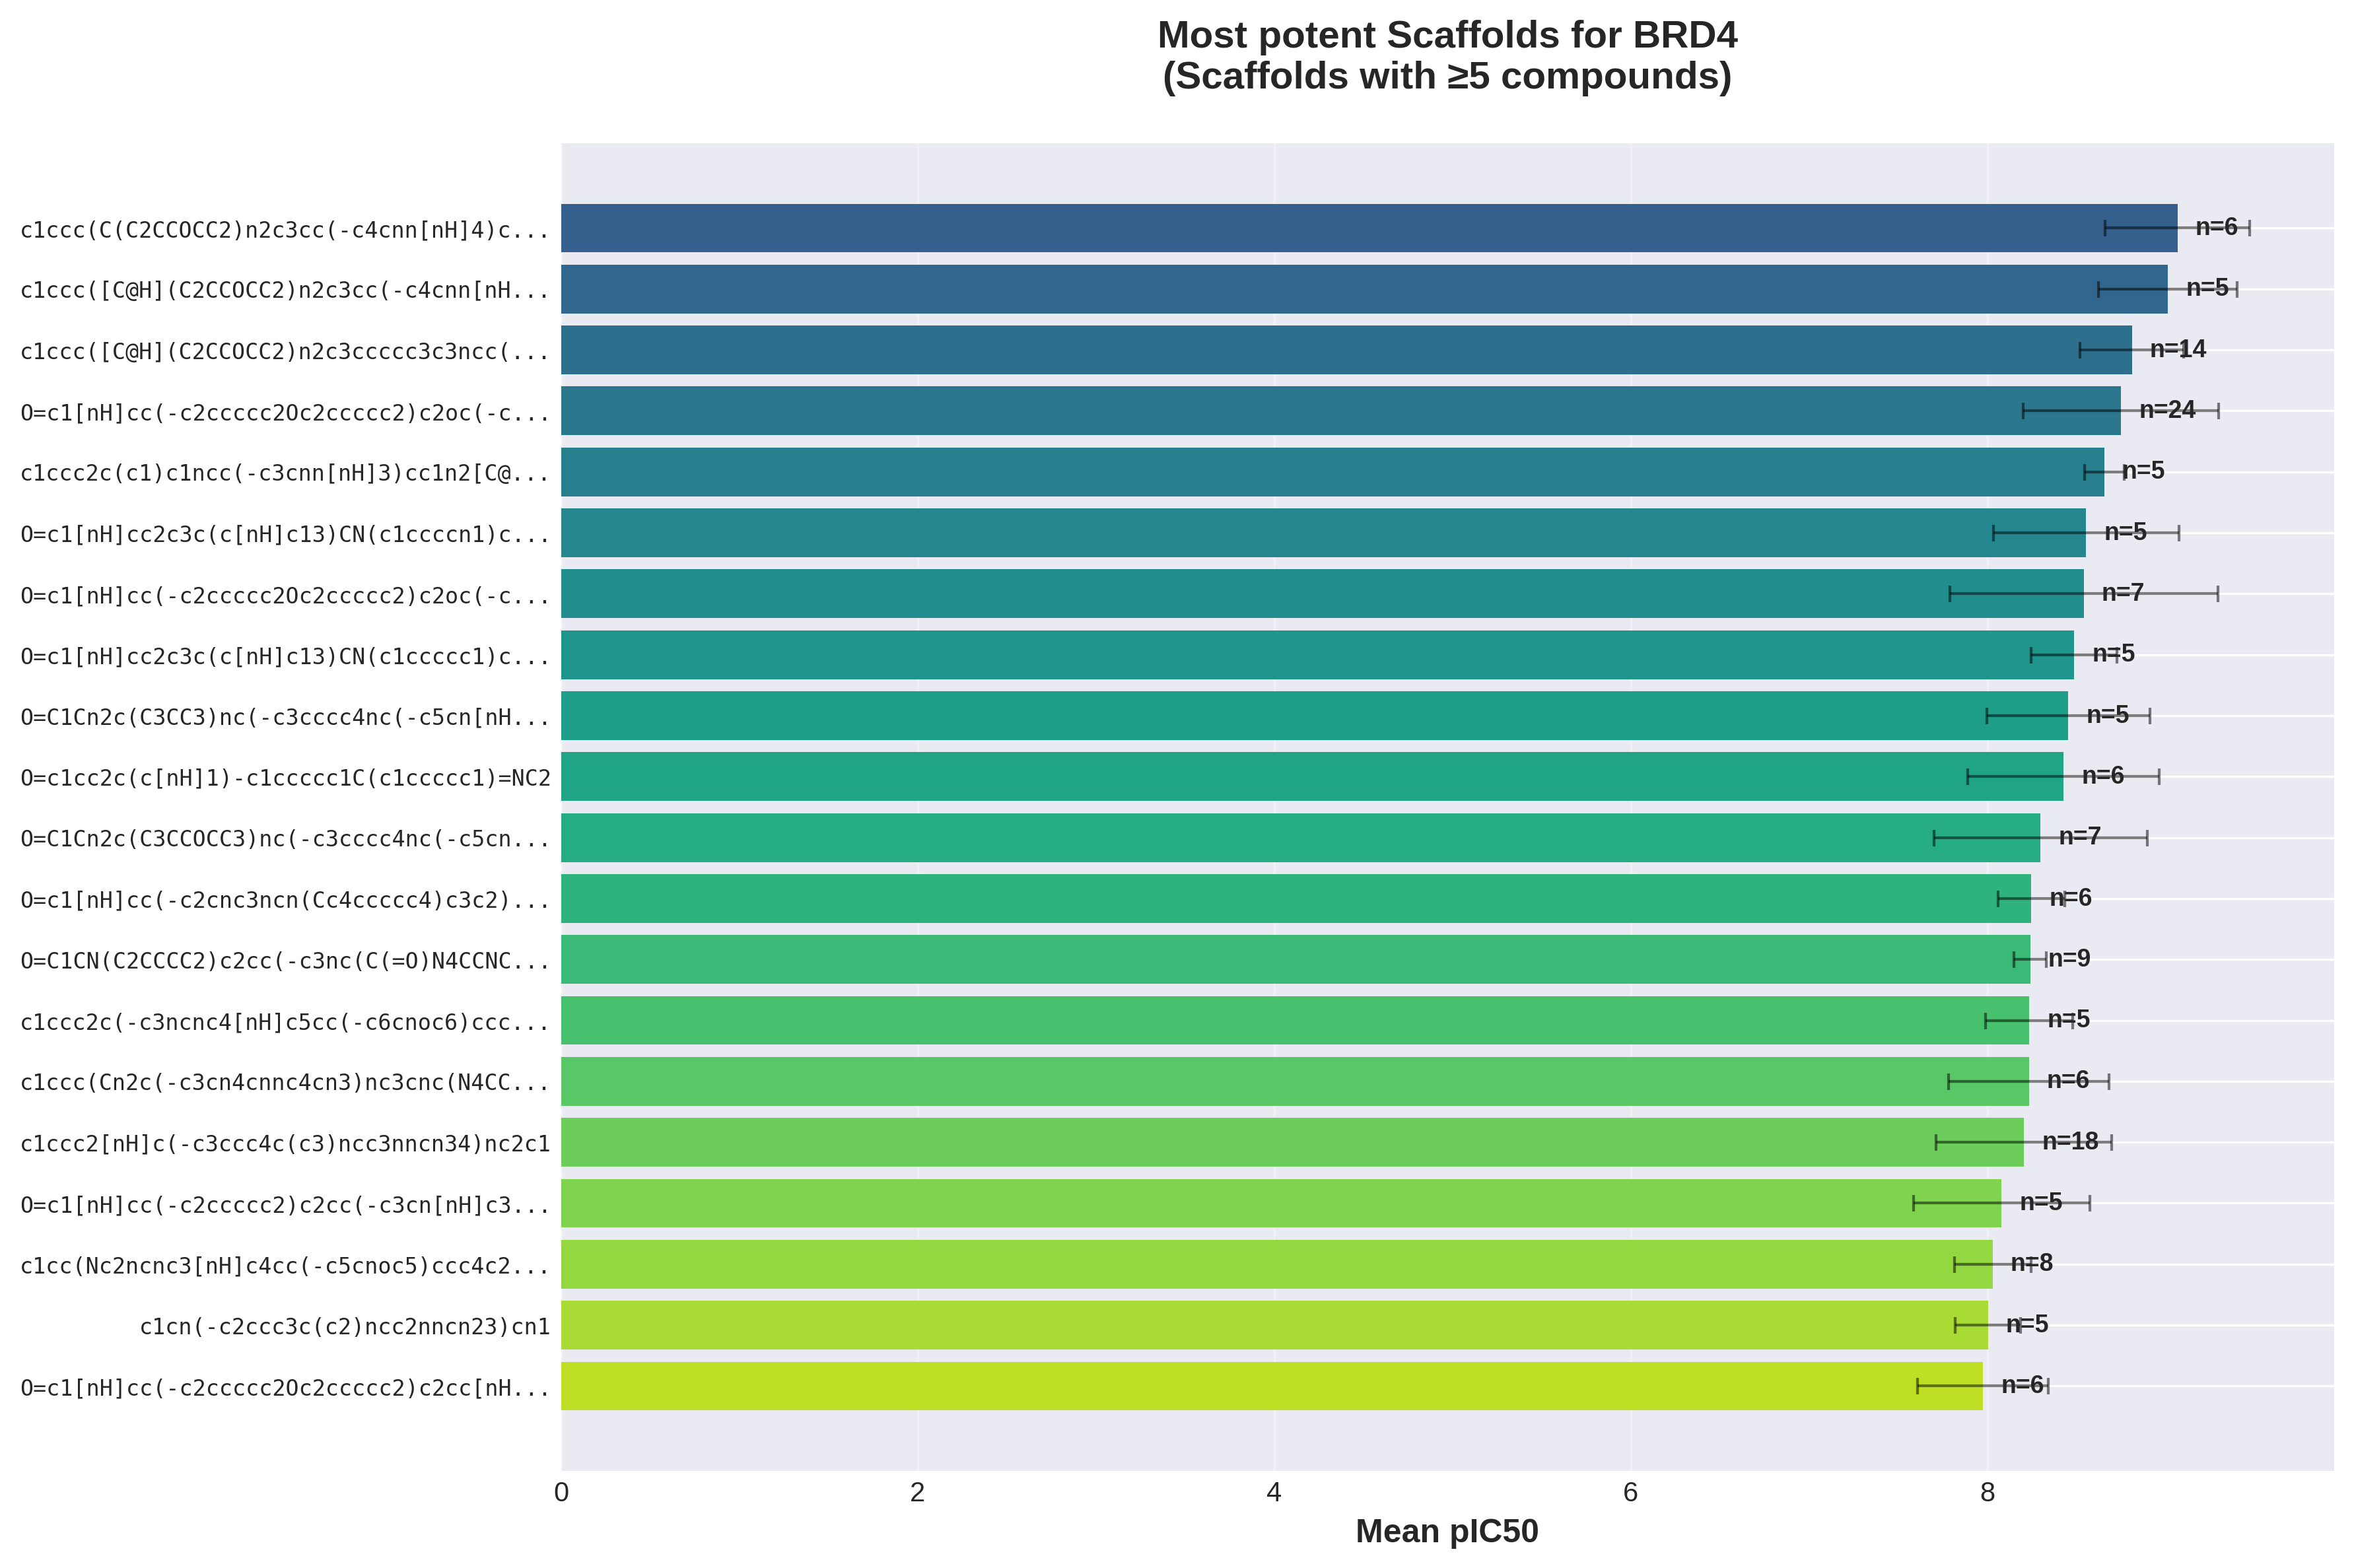 Most potent Scaffolds for BRD4
(Scaffolds with ≥5 compounds)
c1ccc(C(C2CCOCC2)n2c3cc(-c4cnn[nH]4)c... n=6
c1ccc([C@H](C2CCOCC2)n2c3cc(-c4cnn[nH... n=5
c1ccc([C@H](C2CCOCC2)n2c3ccccc3c3ncc(... n=14
O=c1[nH]cc(-c2ccccc2Oc2ccccc2)c2oc(-c... n=24
c1ccc2c(c1)c1ncc(-c3cnn[nH]3)cc1n2[C@... n=5
O=c1[nH]cc2c3c(c[nH]c13)CN(c1ccccn1)c... n=5
O=c1[nH]cc(-c2ccccc2Oc2ccccc2)c2oc(-c... n=7
O=c1[nH]cc2c3c(c[nH]c13)CN(c1ccccc1)c... n=5
O=C1Cn2c(C3CC3)nc(-c3cccc4nc(-c5cn[nH... n=5
O=c1cc2c(c[nH]1)-c1ccccc1C(c1ccccc1)=NC2 n=6
O=C1Cn2c(C3CCOCC3)nc(-c3cccc4nc(-c5cn... n=7
O=c1[nH]cc(-c2cnc3ncn(Cc4ccccc4)c3c2)... n=6
O=C1CN(C2CCCC2)c2cc(-c3nc(C(=O)N4CCNC... n=9
c1ccc2c(-c3ncnc4[nH]c5cc(-c6cnoc6)ccc... n=5
c1ccc(Cn2c(-c3cn4cnnc4cn3)nc3cnc(N4CC... n=6
c1ccc2[nH]c(-c3ccc4c(c3)ncc3nncn34)nc2c1 n=18
O=c1[nH]cc(-c2ccccc2)c2cc(-c3cn[nH]c3... n=5
c1cc(Nc2ncnc3[nH]c4cc(-c5cnoc5)ccc4c2... n=8
c1cn(-c2ccc3c(c2)ncc2nncn23)cn1 n=5
O=c1[nH]cc(-c2ccccc2Oc2ccccc2)c2cc[nH... n=6
0 2 4 6 8
Mean pIC50